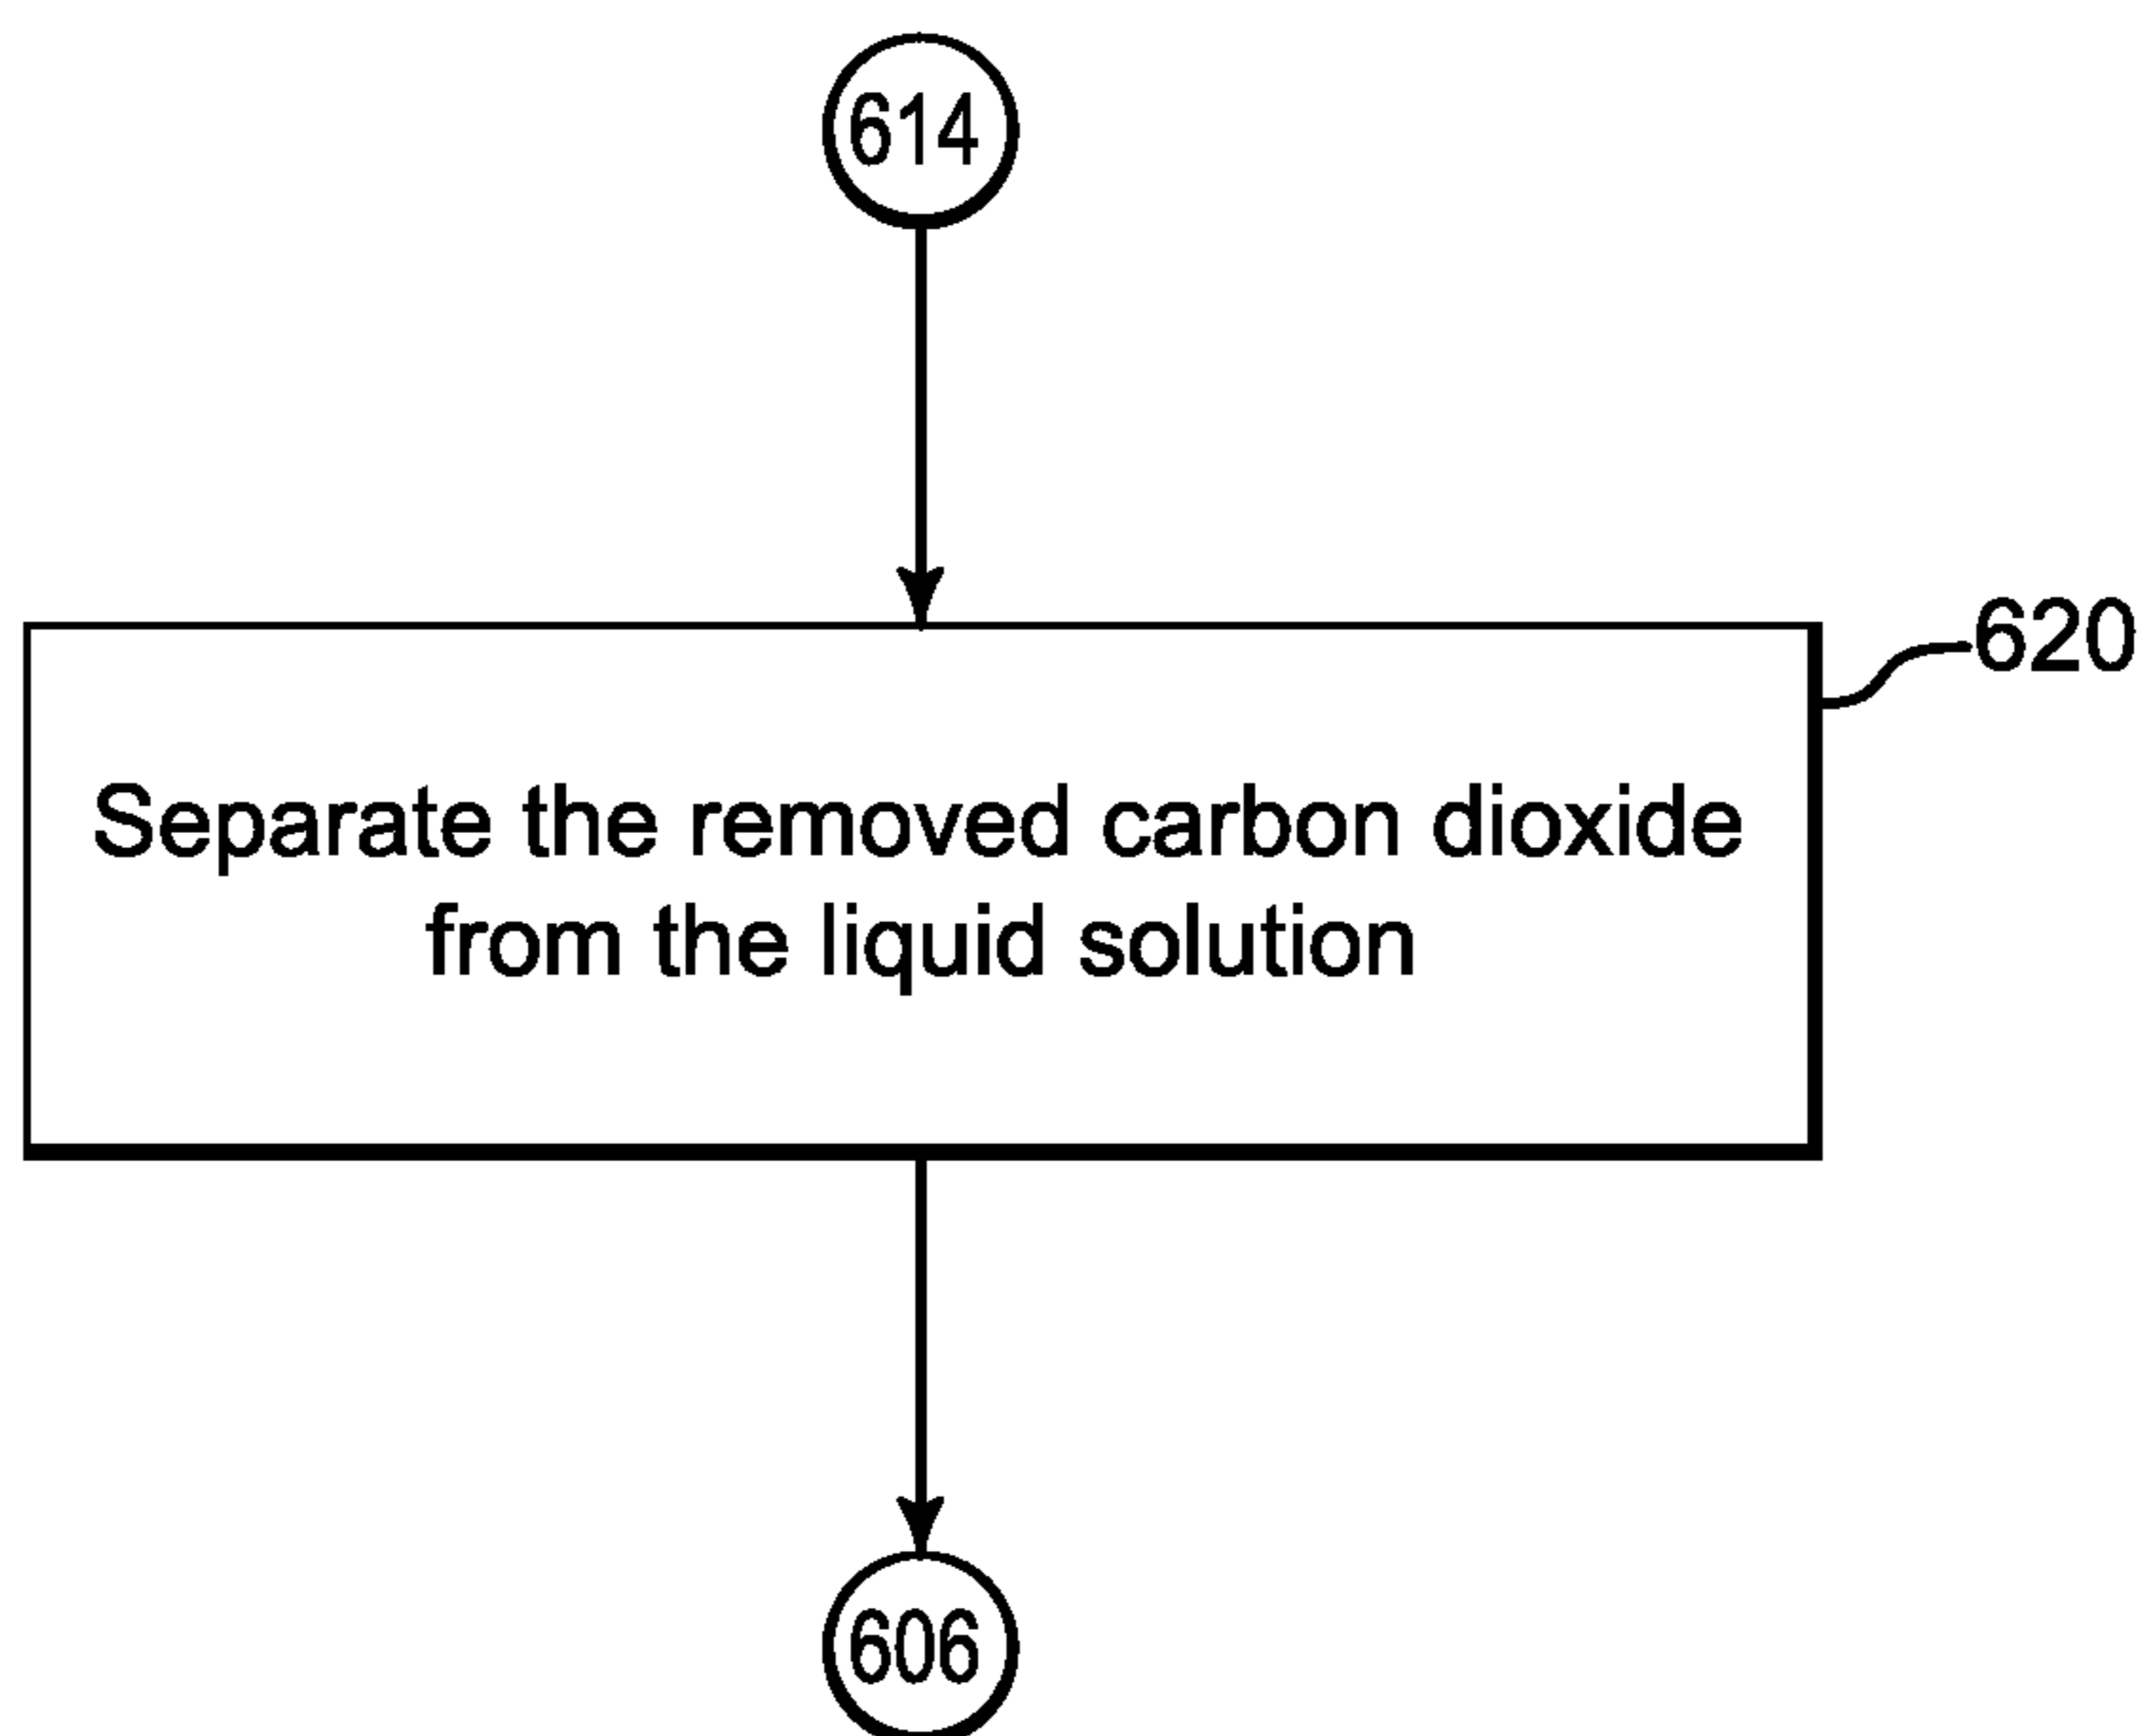 614
620
Separate the removed carbon dioxide
from the liquid solution
606